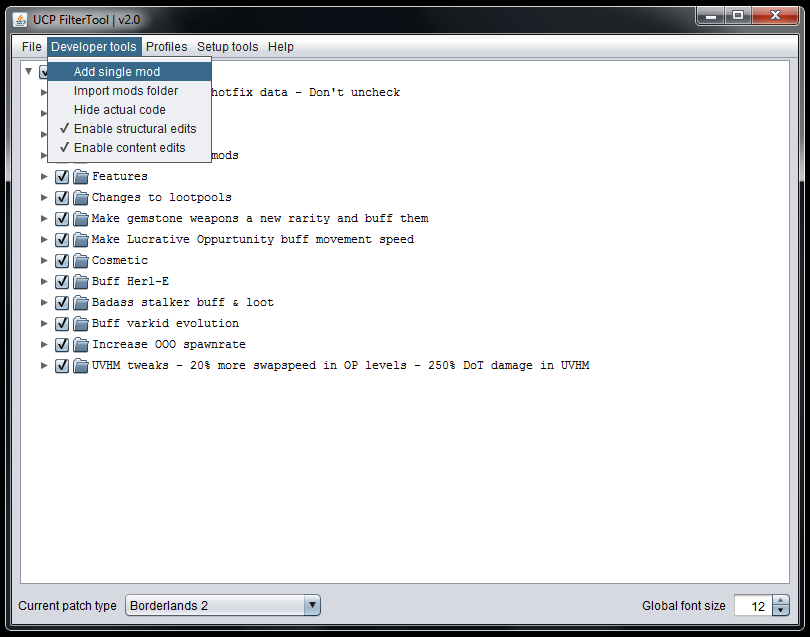 UCP FilterTool | v2.0
File Developer tools Profiles Setup tools Help
Add single mod
Import mods folder
hotfix data - Don't uncheck
Hide actual code
Enable structural edits
Enable content edits
mods
Features
Changes to lootpools
Make gemstone weapons a new rarity and buff them
Make Lucrative Oppurtunity buff movement speed
Cosmetic
Buff Herl-E
Badass stalker buff & loot
Buff varkid evolution
Increase OOO spawnrate
UVHM tweaks - 20% more swapspeed in OP levels - 250% DoT damage in UVHM
Current patch type Borderlands 2 Global font size 12